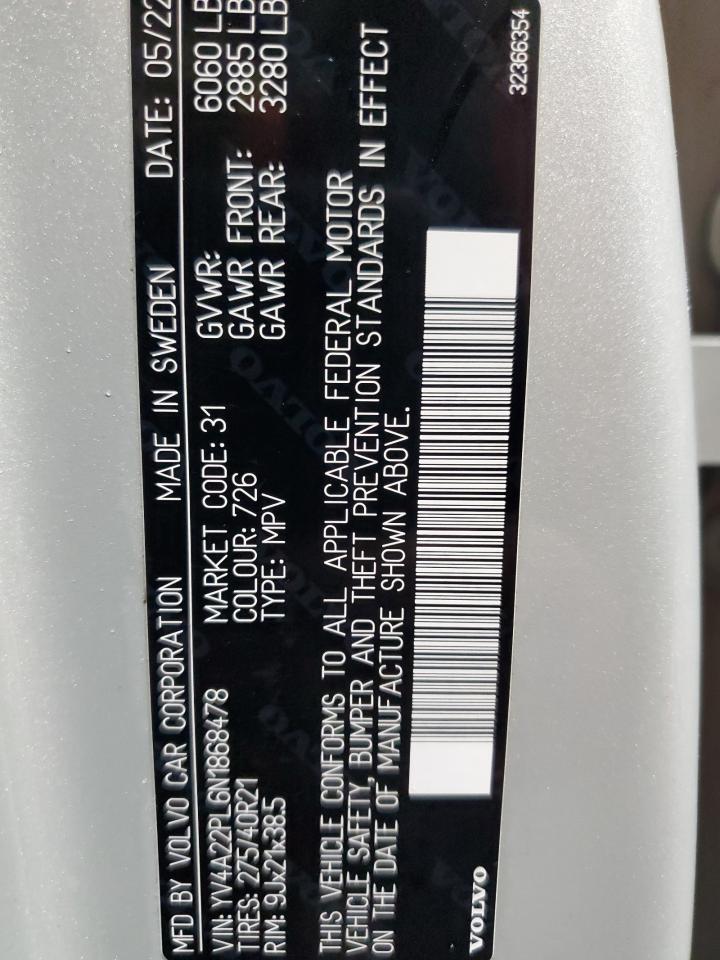 MFD BY VOLVO CAR CORPORATION MADE IN SWEDEN DATE: 05/22
VIN: YV4A22PL6N1868478 MARKET CODE: 31 GVWR: 6060 LB
TIRES: 275/40R21 COLOUR: 726 GAWR FRONT: 2885 LB
RIM: 9Jx21x38.5 TYPE: MPV GAWR REAR: 3280 LB
THIS VEHICLE CONFORMS TO ALL APPLICABLE FEDERAL MOTOR
VEHICLE SAFETY, BUMPER AND THEFT PREVENTION STANDARDS IN EFFECT
ON THE DATE OF MANUFACTURE SHOWN ABOVE.
VOLVO 32366354